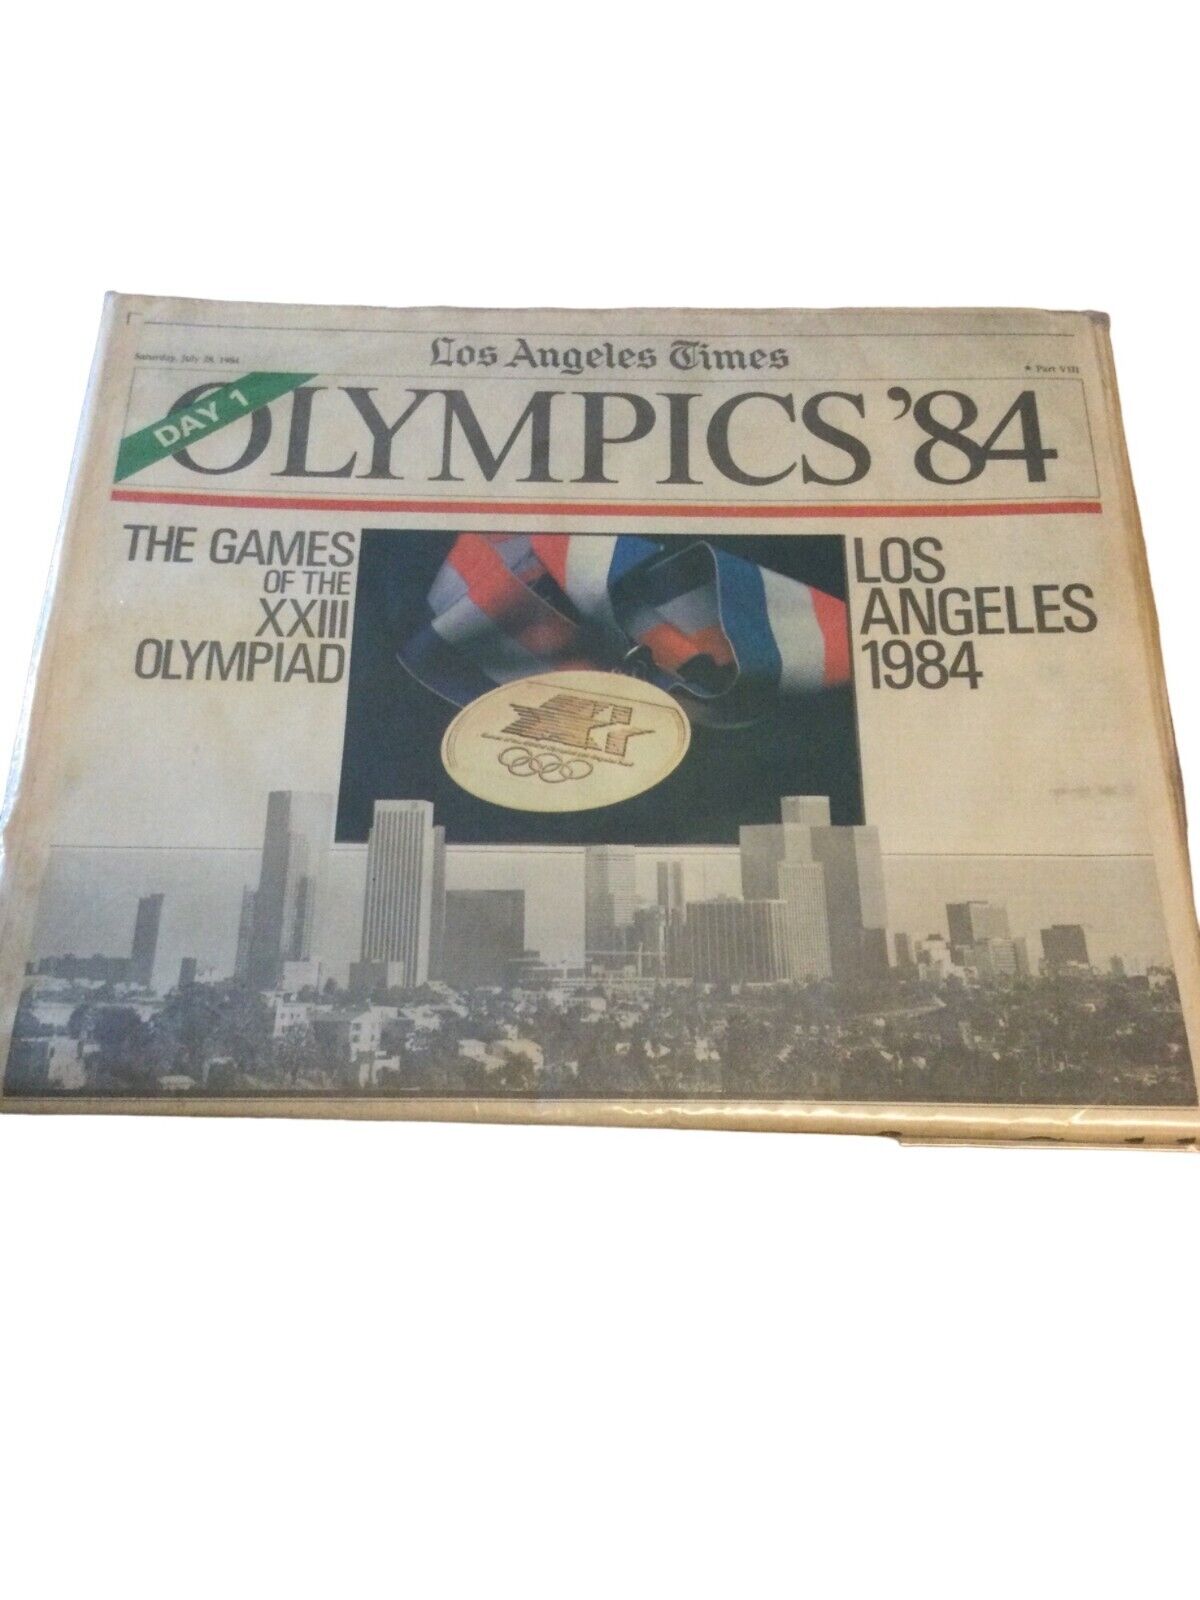 Los Angeles Times
Saturday, July 28, 1984
★ Part VIII
DAY 1
OLYMPICS '84
THE GAMES
OF THE
XXIII
OLYMPIAD
LOS
ANGELES
1984